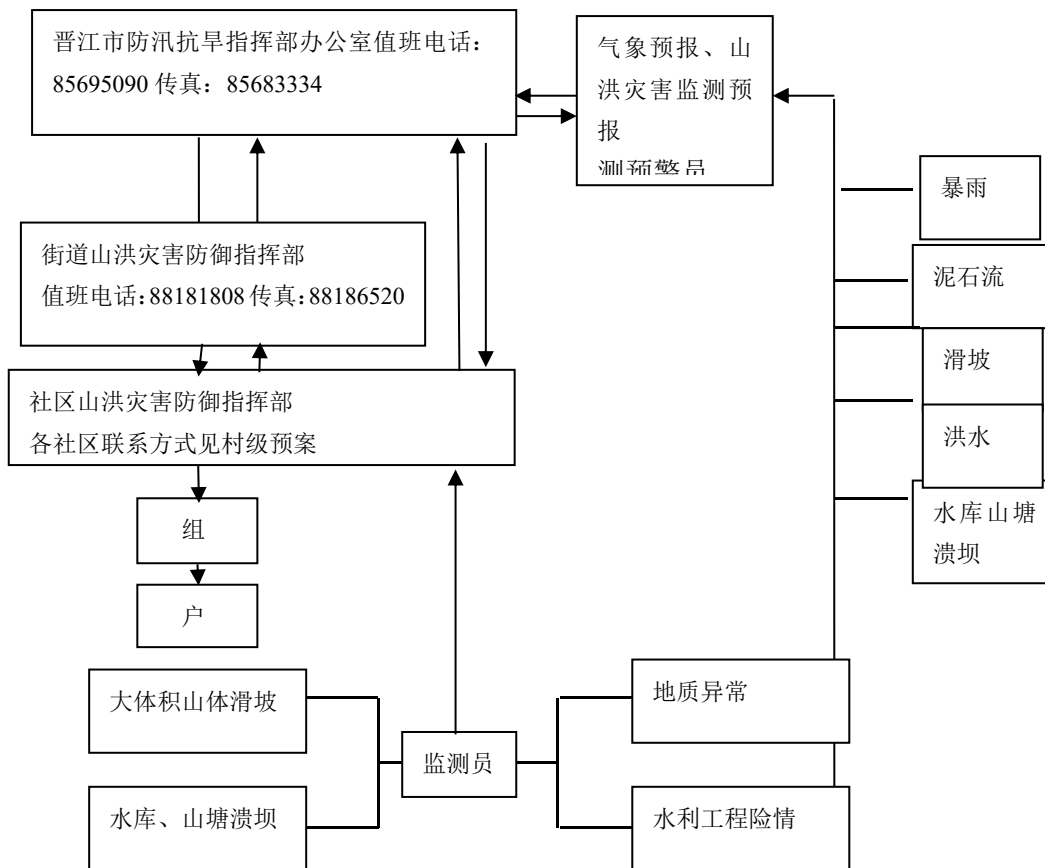 晋江市防汛抗旱指挥部办公室值班电话：
85695090 传真：85683334
气象预报、山
洪灾害监测预
报
测预警员
暴雨
泥石流
街道山洪灾害防御指挥部
值班电话：88181808 传真：88186520
滑坡
社区山洪灾害防御指挥部
各社区联系方式见村级预案
洪水
水库山塘
溃坝
组
户
大体积山体滑坡
地质异常
监测员
水库、山塘溃坝
水利工程险情